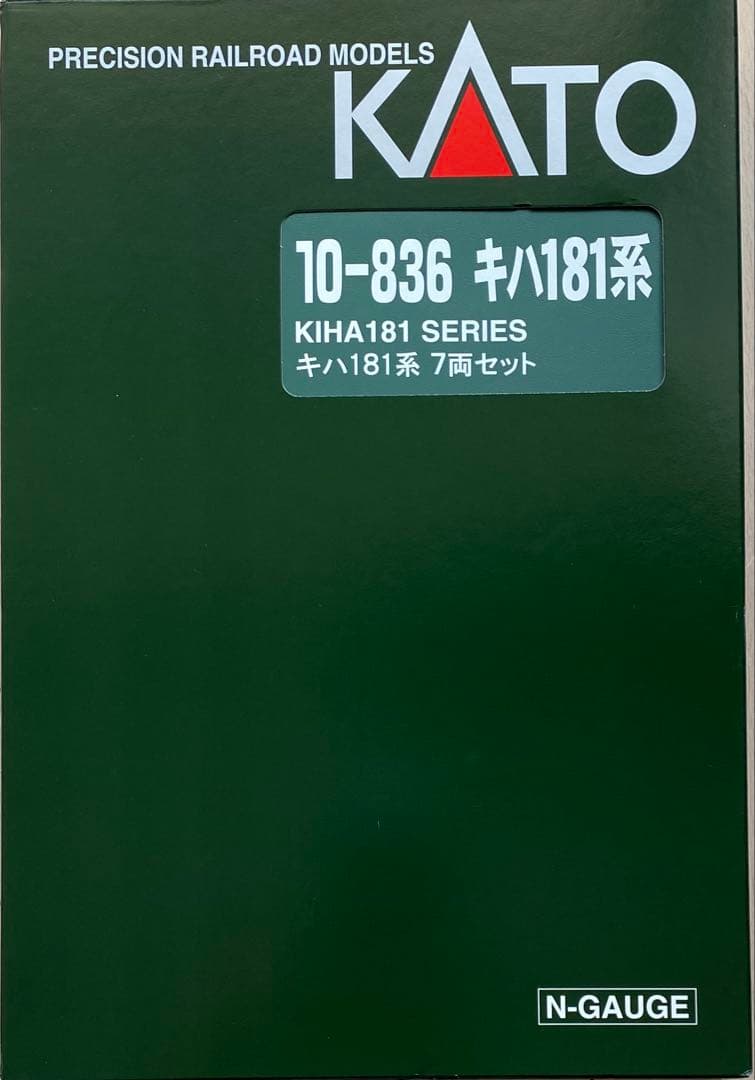 PRECISION RAILROAD MODELS
KATO
10-836 キハ181系
KIHA181 SERIES
キハ181系 7両セット
N-GAUGE